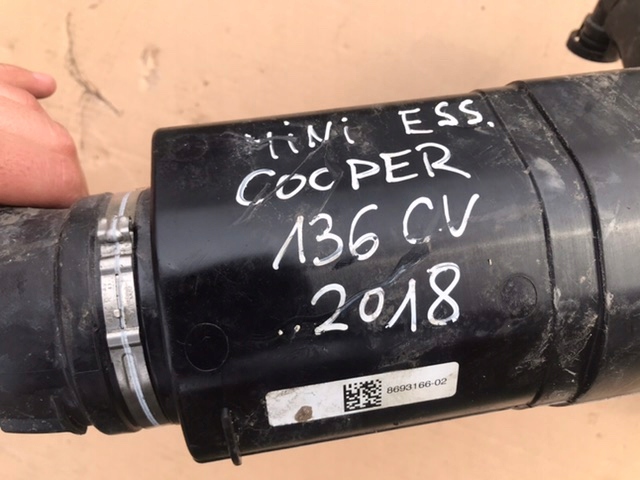 MiNi ESS.
COOPER
136 CV
..2018
8693166-02